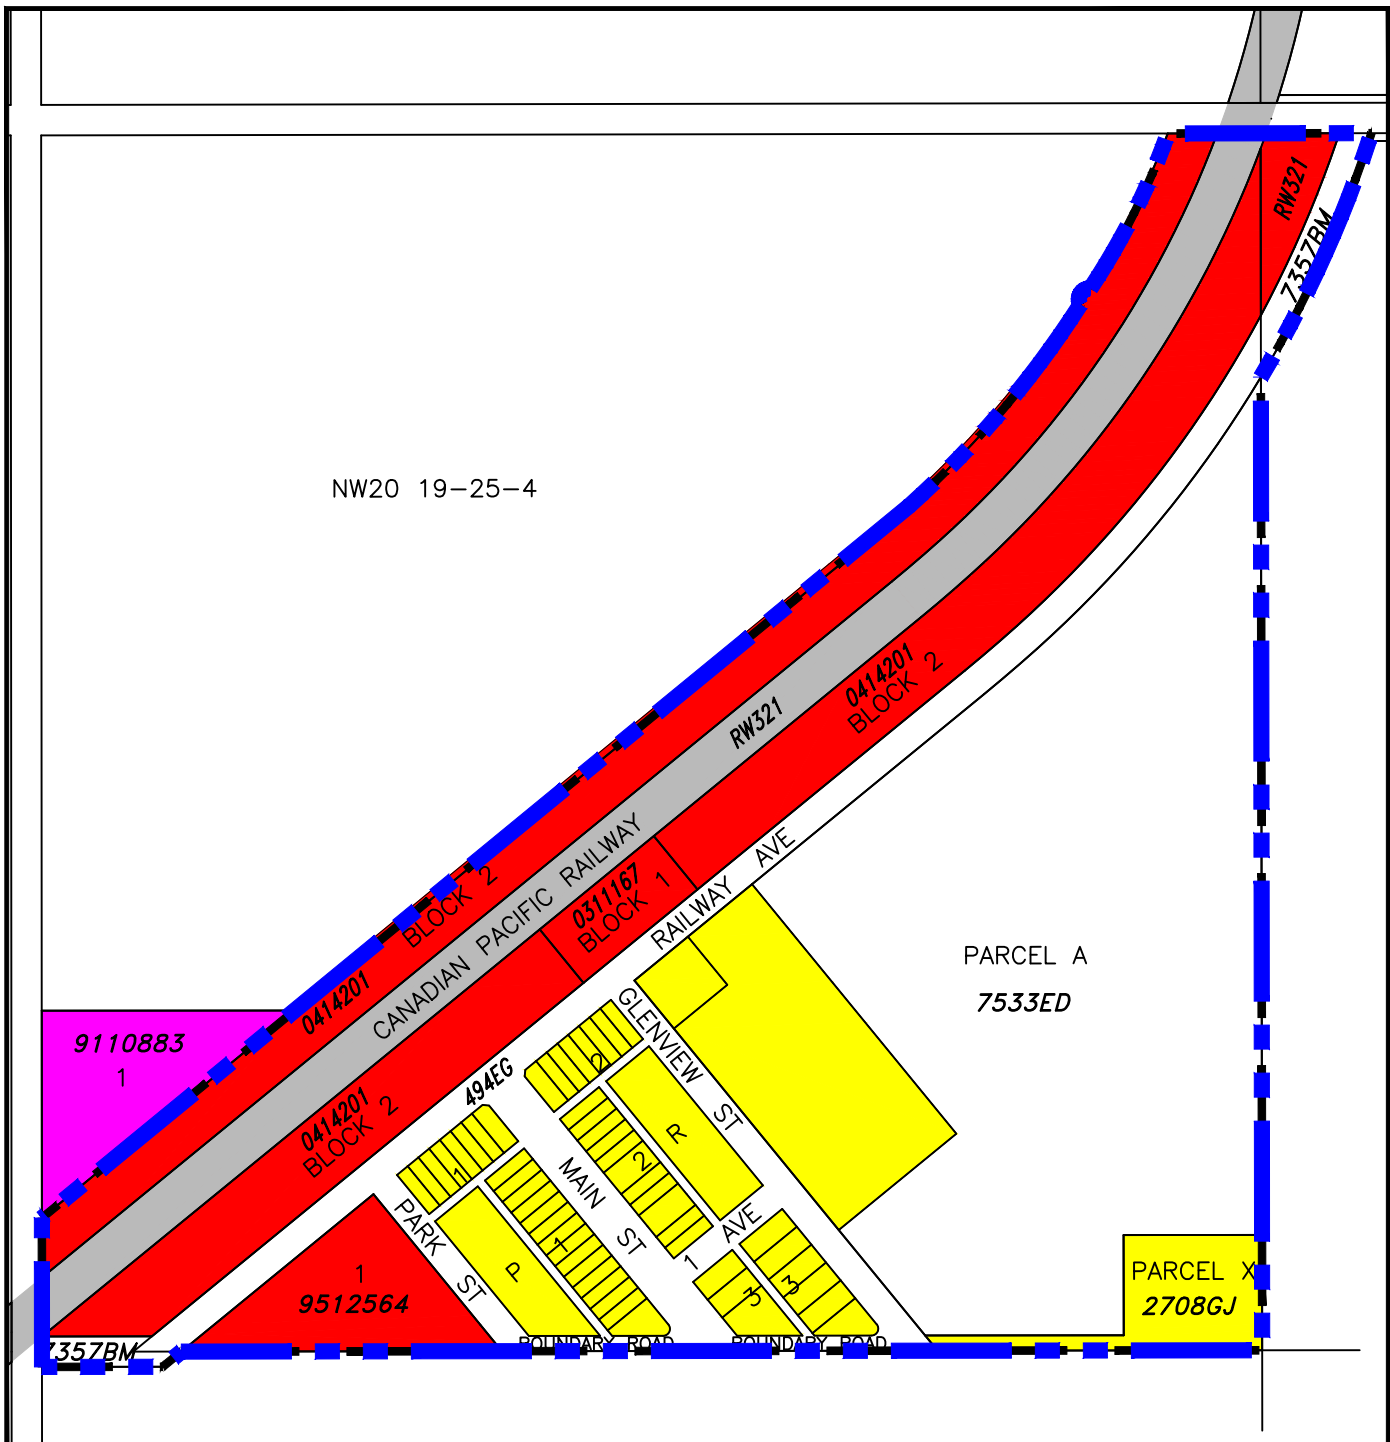 RW321
7357BM
NW20 19-25-4
0414201
BLOCK 2
RW321
RAILWAY AVE
CANADIAN PACIFIC RAILWAY
0311167
BLOCK 1
BLOCK 2
0414201
PARCEL A
7533ED
9110883
1
GLENVIEW ST
494EG
2
0414201
BLOCK 2
R
2
1
MAIN ST
PARK ST
1
P
AVE
1
3
3
1
9512564
PARCEL X
2708GJ
7357BM
BOUNDARY ROAD
BOUNDARY ROAD